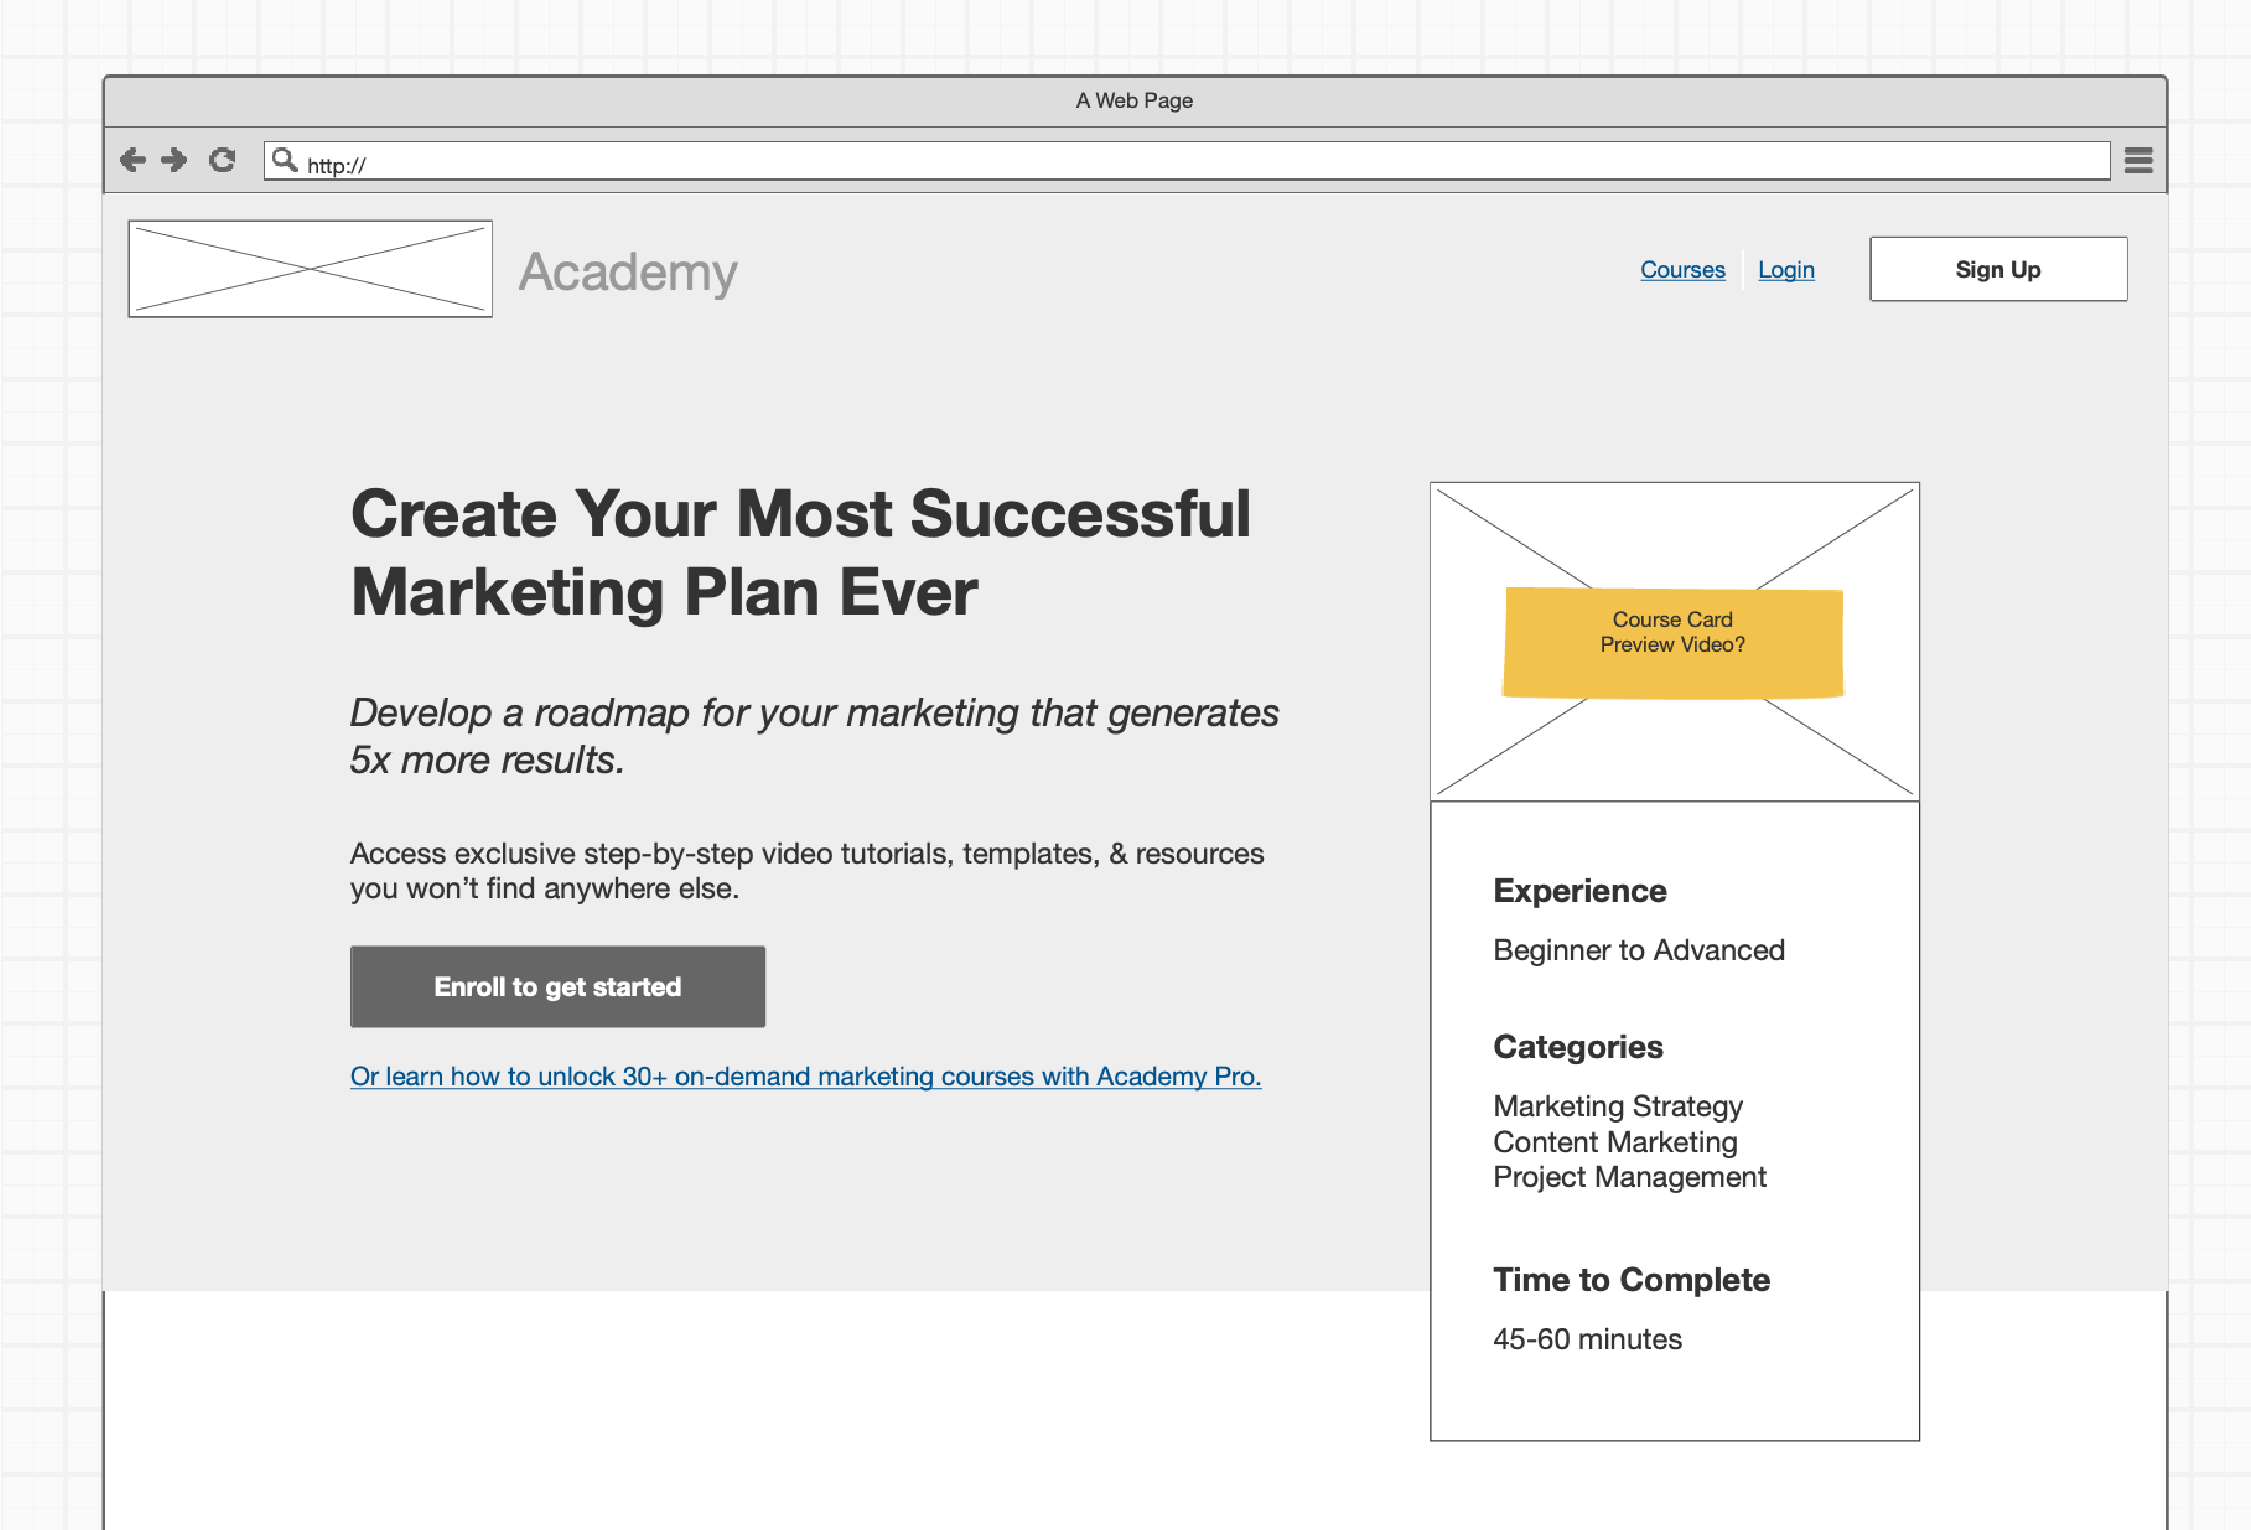 A Web Page
http://
Academy
Courses
Login
Sign Up
Create Your Most Successful
Marketing Plan Ever
Develop a roadmap for your marketing that generates
5x more results.
Access exclusive step-by-step video tutorials, templates, & resources
you won’t find anywhere else.
Enroll to get started
Or learn how to unlock 30+ on-demand marketing courses with Academy Pro.
Course Card
Preview Video?
Experience
Beginner to Advanced
Categories
Marketing Strategy
Content Marketing
Project Management
Time to Complete
45-60 minutes